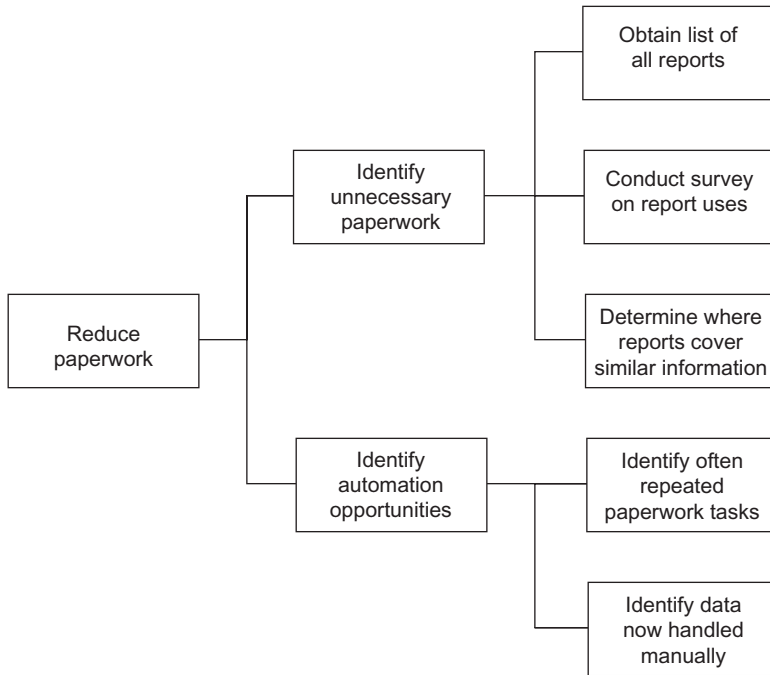 Reduce
paperwork
Identify
unnecessary
paperwork
Obtain list of
all reports
Conduct survey
on report uses
Determine where
reports cover
similar information
Identify
automation
opportunities
Identify often
repeated
paperwork tasks
Identify data
now handled
manually